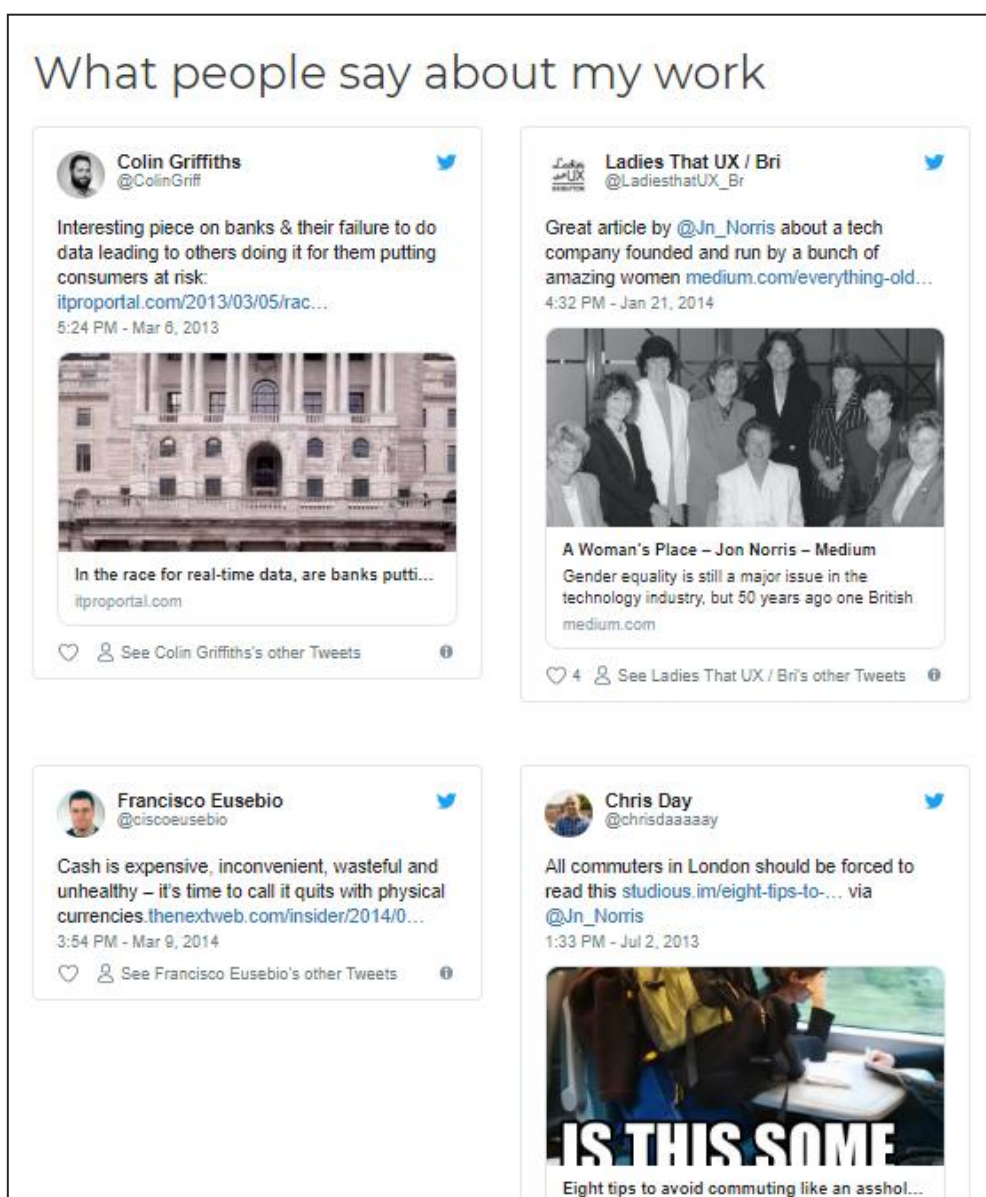 What people say about my work
Colin Griffiths
@ColinGriff
Interesting piece on banks & their failure to do
data leading to others doing it for them putting
consumers at risk:
itproportal.com/2013/03/05/rac…
5:24 PM - Mar 6, 2013
In the race for real-time data, are banks putti...
itproportal.com
See Colin Griffiths's other Tweets
Ladies That UX / Bri
@LadiesthatUX_Br
Ladies
that UX
BRIGHTON
Great article by @Jn_Norris about a tech
company founded and run by a bunch of
amazing women medium.com/everything-old…
4:32 PM - Jan 21, 2014
A Woman's Place – Jon Norris – Medium
Gender equality is still a major issue in the
technology industry, but 50 years ago one British
medium.com
4 See Ladies That UX / Bri's other Tweets
Francisco Eusebio
@ciscoeusebio
Cash is expensive, inconvenient, wasteful and
unhealthy – it's time to call it quits with physical
currencies.thenextweb.com/insider/2014/0…
3:54 PM - Mar 9, 2014
See Francisco Eusebio's other Tweets
Chris Day
@chrisdaaaaay
All commuters in London should be forced to
read this studious.im/eight-tips-to-… via
@Jn_Norris
1:33 PM - Jul 2, 2013
IS THIS SOME
Eight tips to avoid commuting like an asshol...